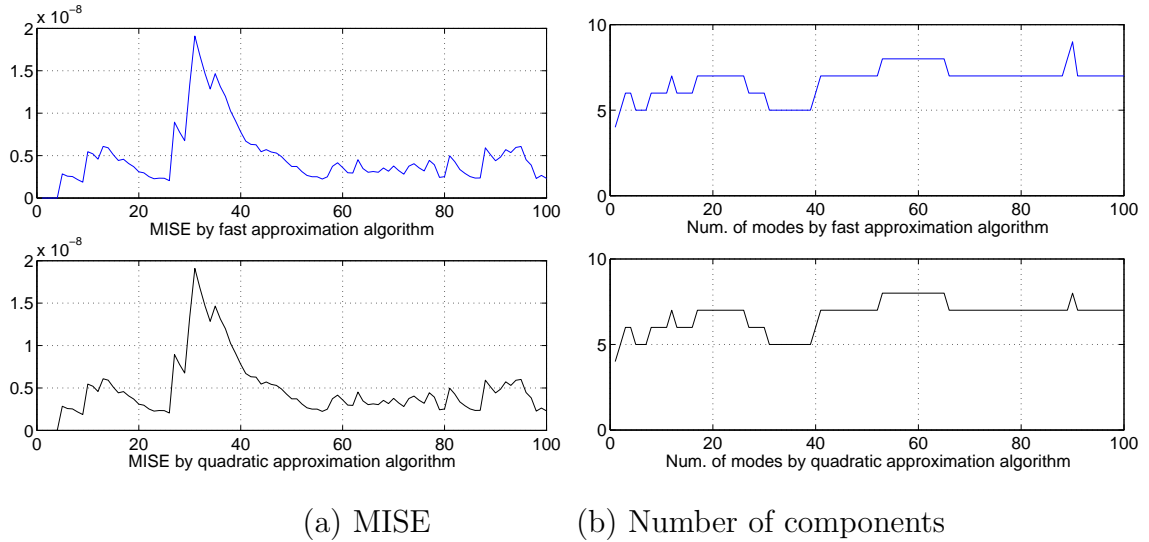 x 10⁻⁸
2
1.5
1
0.5
0
0 20 40 60 80 100
MISE by fast approximation algorithm
10
5
0
0 20 40 60 80 100
Num. of modes by fast approximation algorithm
x 10⁻⁸
2
1.5
1
0.5
0
0 20 40 60 80 100
MISE by quadratic approximation algorithm
10
5
0
0 20 40 60 80 100
Num. of modes by quadratic approximation algorithm
(a) MISE
(b) Number of components